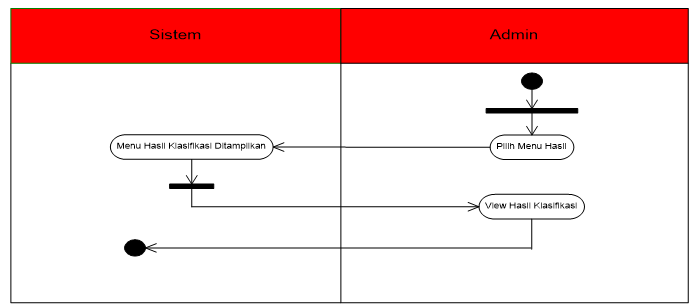 Sistem
Admin
Menu Hasil Klasifikasi Ditampilkan
Pilih Menu Hasil
View Hasil Klasifikasi